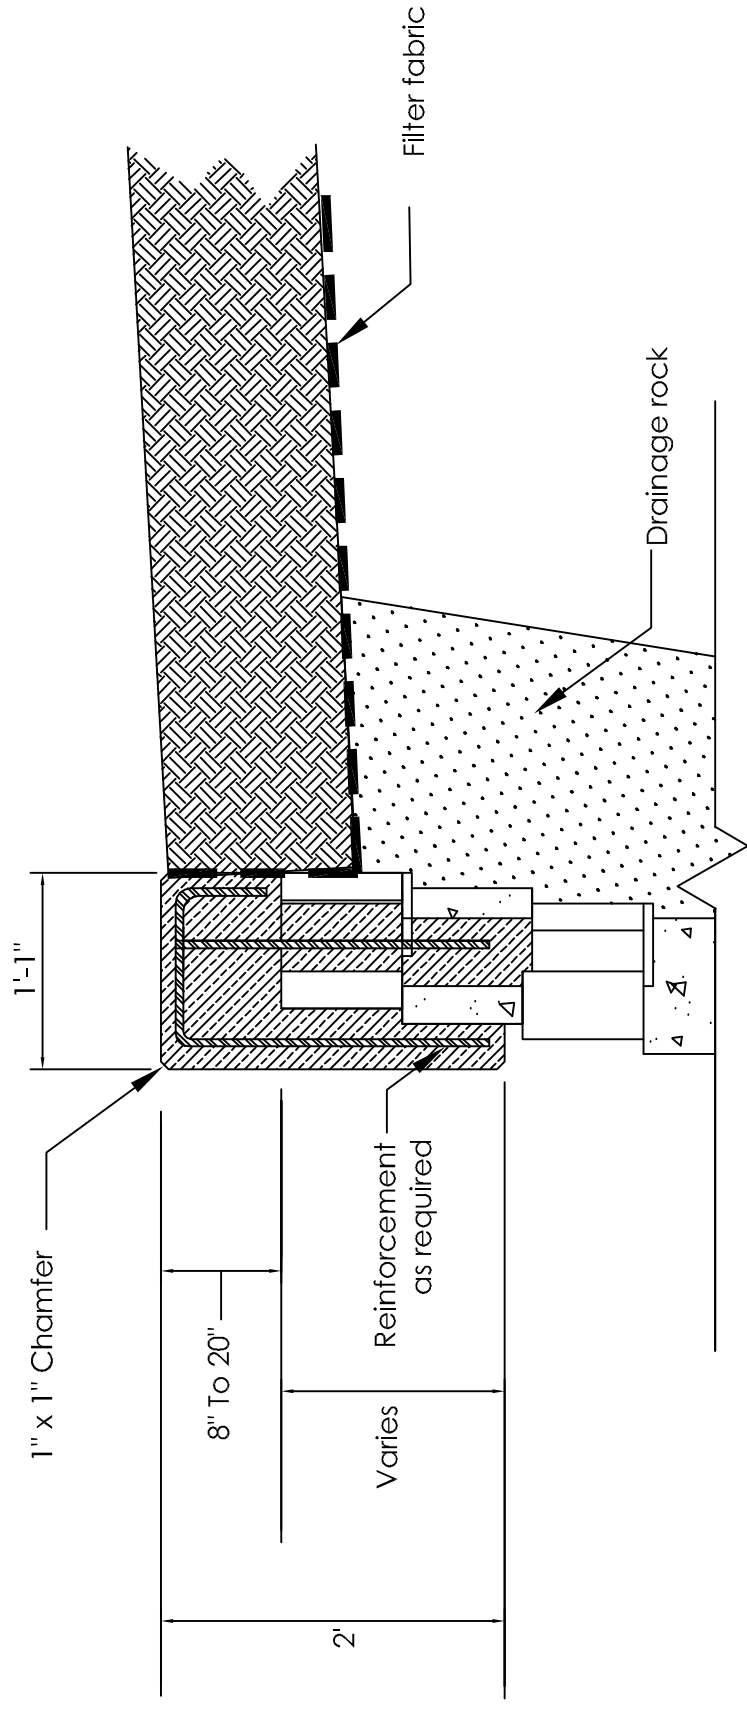 1" x 1" Chamfer
1'-1"
8" To 20"
Varies
2'
Reinforcement
as required
Filter fabric
Drainage rock